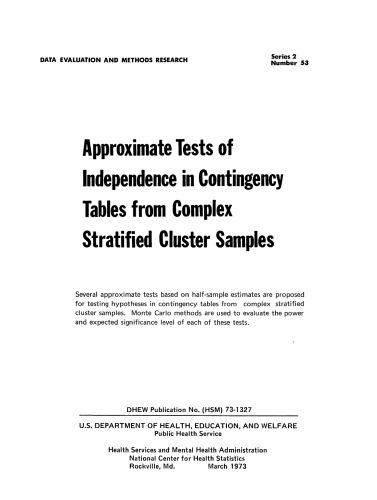 DATA EVALUATION AND METHODS RESEARCH
Series 2
Number 53
Approximate Tests of
Independence in Contingency
Tables from Complex
Stratified Cluster Samples
Several approximate tests based on half-sample estimates are proposed
for testing hypotheses in contingency tables from complex stratified
cluster samples. Monte Carlo methods are used to evaluate the power
and expected significance level of each of these tests.
DHEW Publication No. (HSM) 73-1327
U.S. DEPARTMENT OF HEALTH, EDUCATION, AND WELFARE
Public Health Service
Health Services and Mental Health Administration
National Center for Health Statistics
Rockville, Md. March 1973